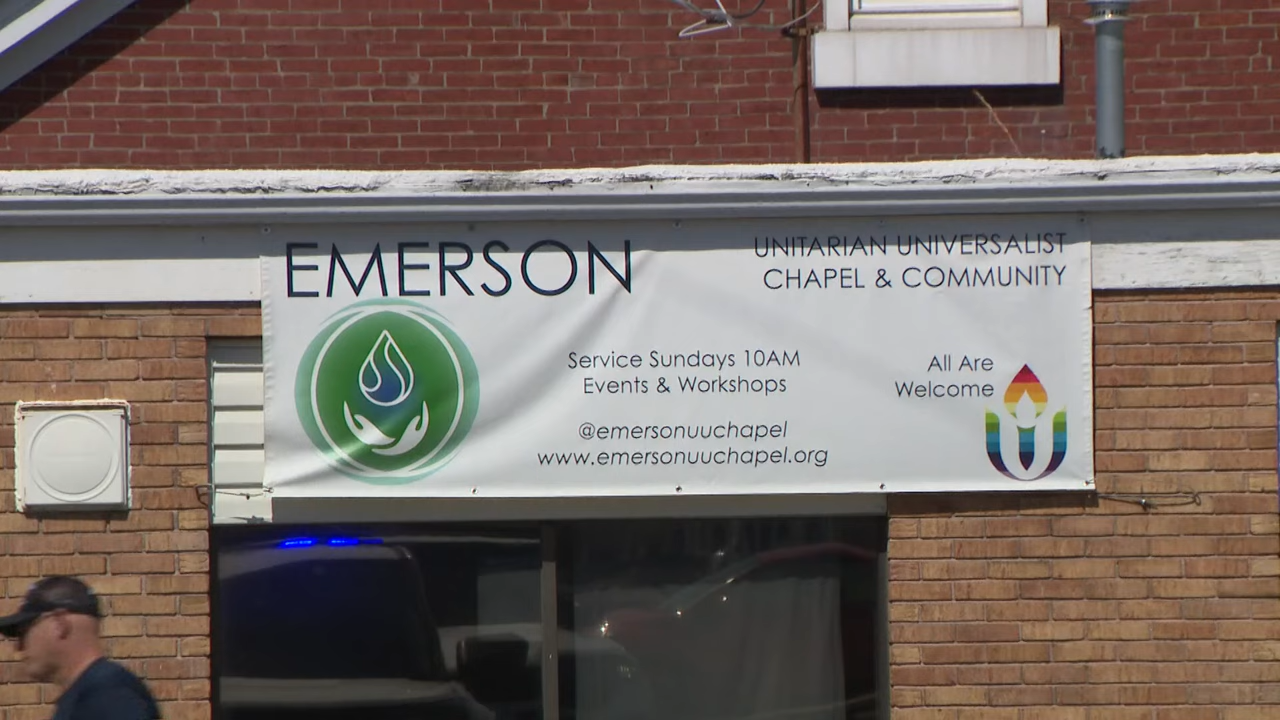 EMERSON
UNITARIAN UNIVERSALIST
CHAPEL & COMMUNITY
Service Sundays 10AM
Events & Workshops
@emersonuuchapel
www.emersonuuchapel.org
All Are
Welcome